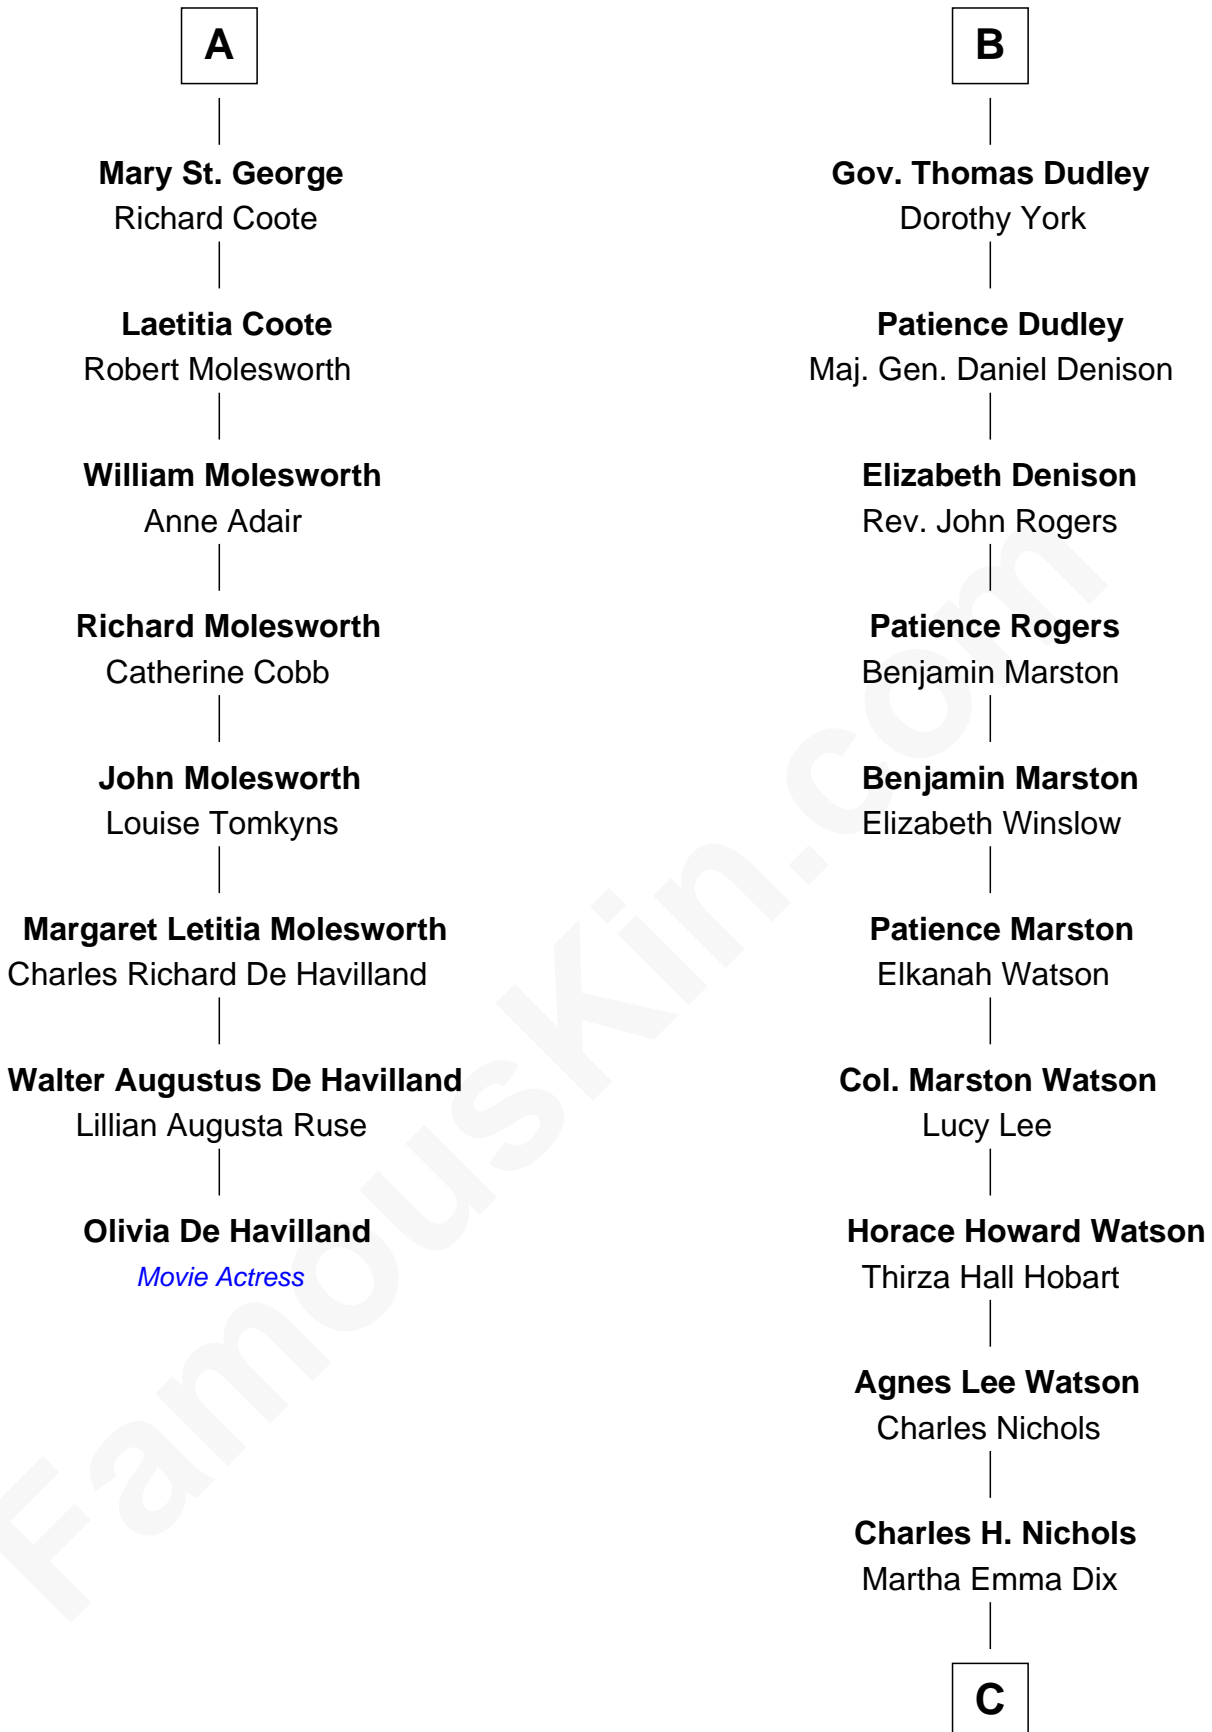 A
Mary St. George
Richard Coote
Laetitia Coote
Robert Molesworth
William Molesworth
Anne Adair
Richard Molesworth
Catherine Cobb
John Molesworth
Louise Tomkyns
Margaret Letitia Molesworth
Charles Richard De Havilland
Walter Augustus De Havilland
Lillian Augusta Ruse
Olivia De Havilland
Movie Actress
B
Gov. Thomas Dudley
Dorothy York
Patience Dudley
Maj. Gen. Daniel Denison
Elizabeth Denison
Rev. John Rogers
Patience Rogers
Benjamin Marston
Benjamin Marston
Elizabeth Winslow
Patience Marston
Elkanah Watson
Col. Marston Watson
Lucy Lee
Horace Howard Watson
Thirza Hall Hobart
Agnes Lee Watson
Charles Nichols
Charles H. Nichols
Martha Emma Dix
C
FamousKin.com